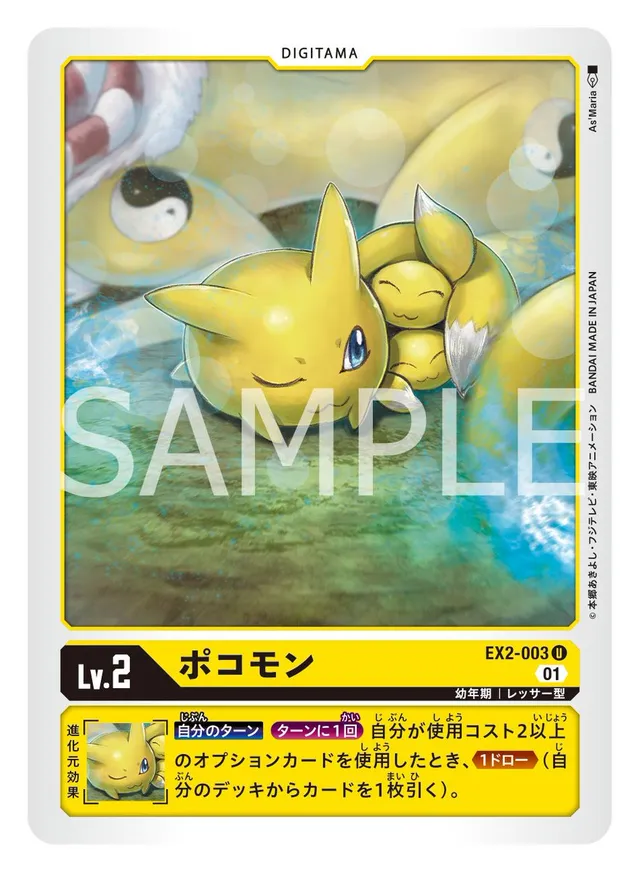 DIGITAMA
As'Maria
SAMPLE
BANDAI MADE IN JAPAN
© 本郷あきよし・フジテレビ・東映アニメーション
Lv.2
ポコモン
EX2-003 U
01
幼年期 | レッサー型
進化元効果
自分のターン ターンに1回 自分が使用コスト2以上
のオプションカードを使用したとき、1ドロー（自
分のデッキからカードを1枚引く）。